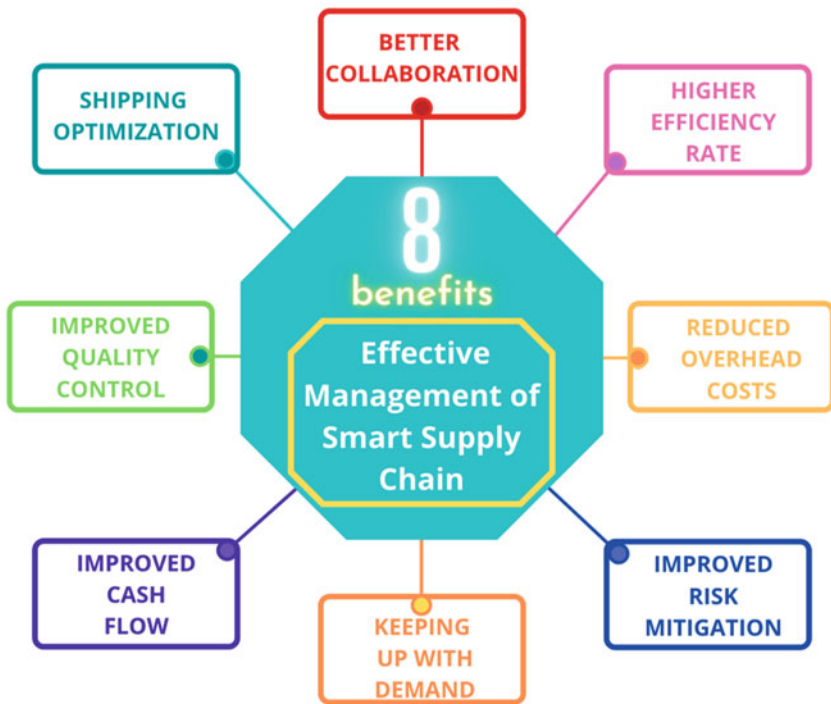 BETTER
COLLABORATION
HIGHER
EFFICIENCY
RATE
REDUCED
OVERHEAD
COSTS
IMPROVED
RISK
MITIGATION
KEEPING
UP WITH
DEMAND
IMPROVED
CASH
FLOW
IMPROVED
QUALITY
CONTROL
SHIPPING
OPTIMIZATION
8
benefits
Effective
Management of
Smart Supply
Chain